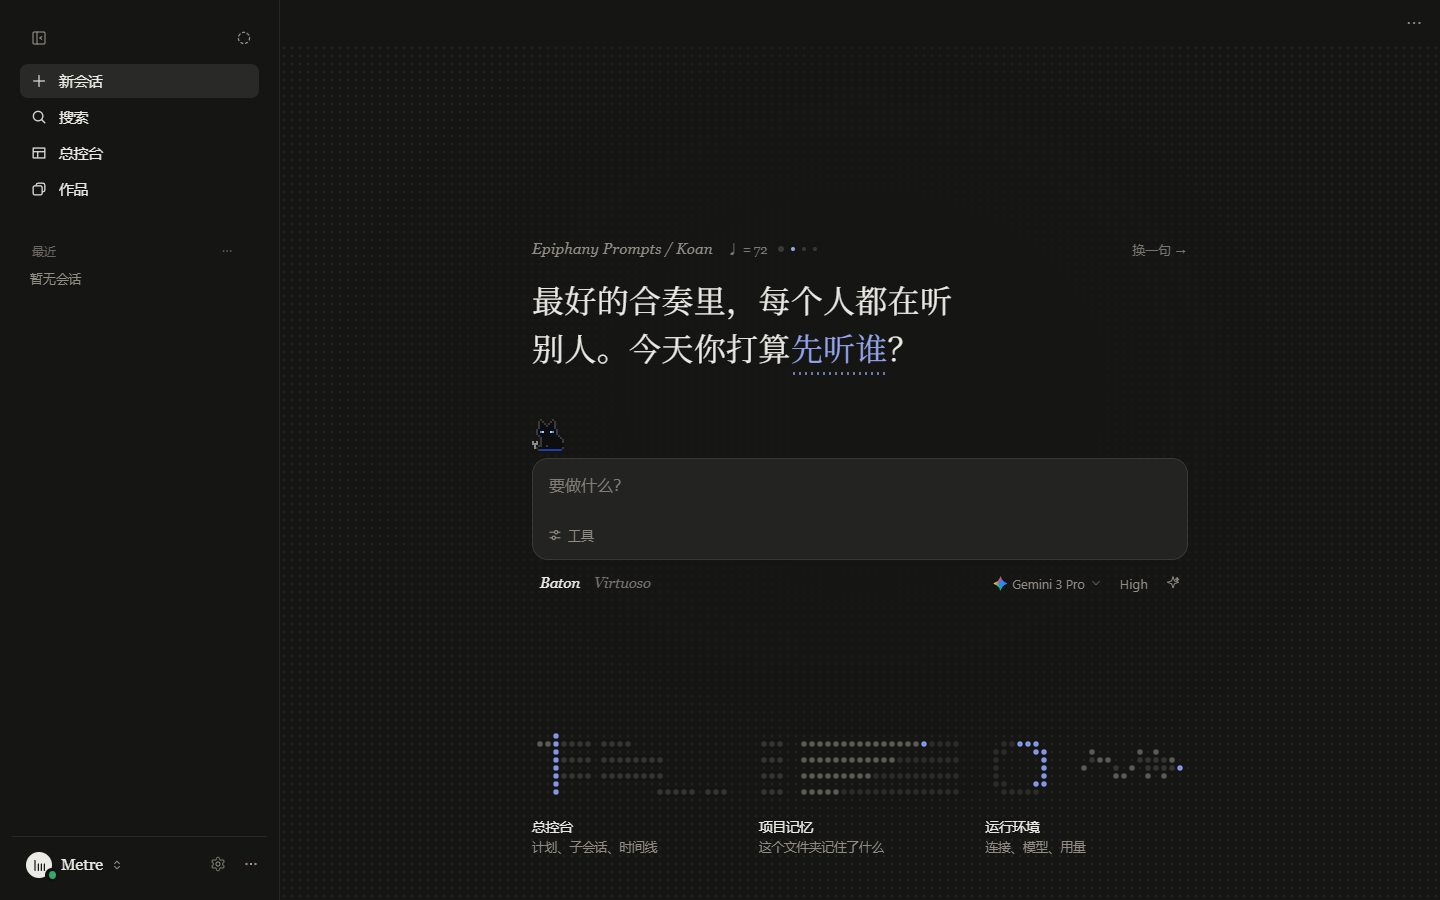 新会话
搜索
总控台
作品
最近
暂无会话
Epiphany Prompts / Koan ♩ = 72
换一句 →
最好的合奏里，每个人都在听
别人。今天你打算先听谁？
要做什么？
工具
Baton Virtuoso
Gemini 3 Pro High
总控台
计划、子会话、时间线
项目记忆
这个文件夹记住了什么
运行环境
连接、模型、用量
Metre